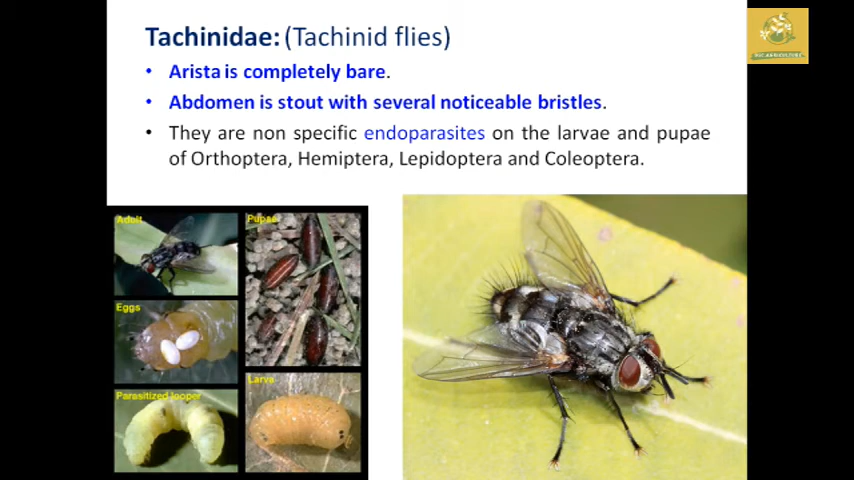 Tachinidae: (Tachinid flies)
• Arista is completely bare.
• Abdomen is stout with several noticeable bristles.
• They are non specific endoparasites on the larvae and pupae
of Orthoptera, Hemiptera, Lepidoptera and Coleoptera.
Adult
Pupae
Eggs
Parasitized looper
Larva